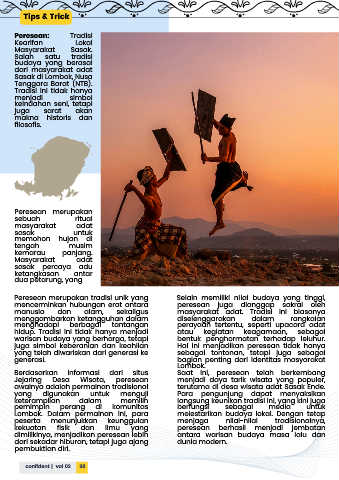 Tips & Trick
Peresean: Tradisi
Kearifan Lokal
Masyarakat Sasak.
Salah satu tradisi
budaya yang berasal
dari masyarakat adat
Sasak di Lombok, Nusa
Tenggara Barat (NTB).
Tradisi ini tidak hanya
menjadi simbol
keindahan seni, tetapi
juga sarat akan
makna historis dan
filosofis.
Peresean merupakan
sebuah ritual
masyarakat adat
sasak untuk
memohon hujan di
tengah musim
kemarau panjang.
Masyarakat adat
sasak percaya adu
ketangkasan antar
dua petarung, yang
Peresean merupakan tradisi unik yang
mencerminkan hubungan erat antara
manusia dan alam, sekaligus
menggambarkan ketangguhan dalam
menghadapi berbagai tantangan
hidup. Tradisi ini tidak hanya menjadi
warisan budaya yang berharga, tetapi
juga simbol keberanian dan keahlian
yang telah diwariskan dari generasi ke
generasi.
Berdasarkan informasi dari situs
Jejaring Desa Wisata, peresean
awalnya adalah permainan tradisional
yang digunakan untuk menguji
keterampilan dalam memilih
pemimpin perang di komunitas
Lombok. Dalam permainan ini, para
peserta menunjukkan keunggulan
kekuatan fisik dan ilmu yang
dimilikinya, menjadikan peresean lebih
dari sekadar hiburan, tetapi juga ajang
pembuktian diri.
Selain memiliki nilai budaya yang tinggi,
peresean juga dianggap sakral oleh
masyarakat adat. Tradisi ini biasanya
diselenggarakan dalam rangkaian
perayaan tertentu, seperti upacara adat
atau kegiatan keagamaan, sebagai
bentuk penghormatan terhadap leluhur.
Hal ini menjadikan peresean tidak hanya
sebagai tontonan, tetapi juga sebagai
bagian penting dari identitas masyarakat
Lombok.
Saat ini, peresean telah berkembang
menjadi daya tarik wisata yang populer,
terutama di desa wisata adat Sasak Ende.
Para pengunjung dapat menyaksikan
langsung keunikan tradisi ini, yang kini juga
berfungsi sebagai media untuk
melestarikan budaya lokal. Dengan tetap
menjaga nilai-nilai tradisionalnya,
peresean berhasil menjadi jembatan
antara warisan budaya masa lalu dan
dunia modern.
confident | vol 02